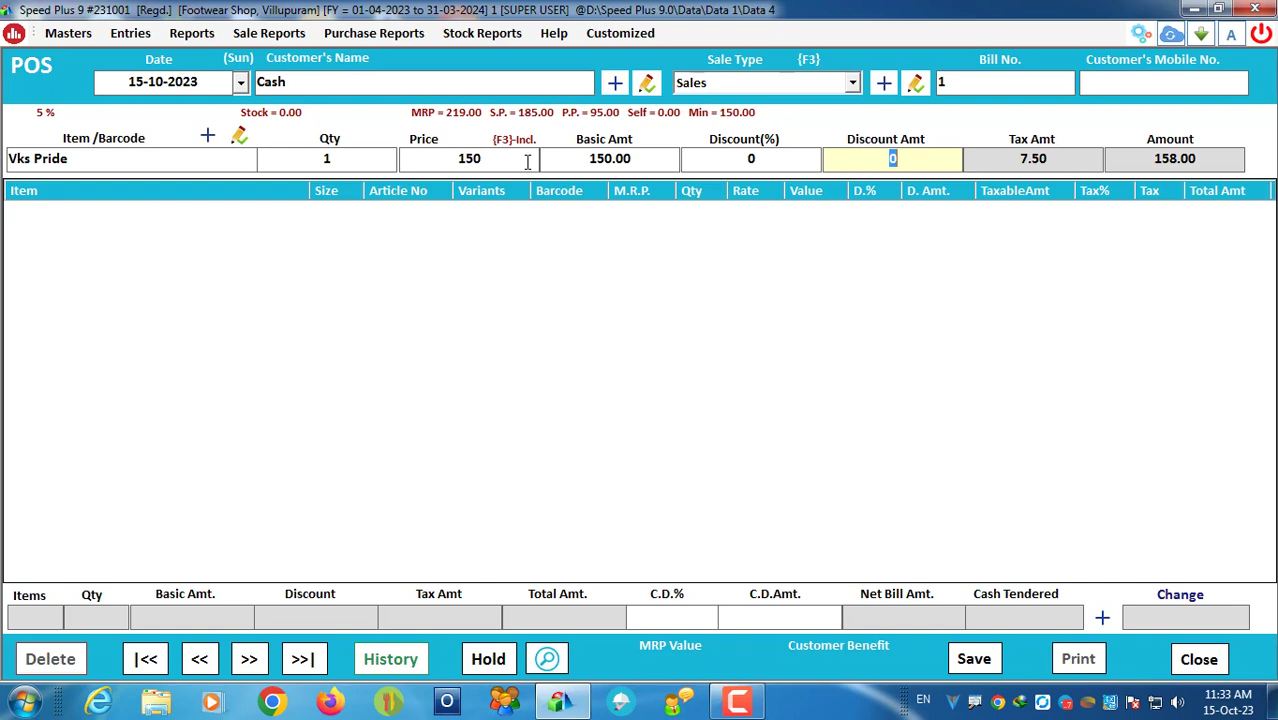 Speed Plus 9 #231001 [Regd.] [Footwear Shop, Villupuram] [FY = 01-04-2023 to 31-03-2024] 1 [SUPER USER] @D:\Speed Plus 9.0\Data\Data 1\Data 4
Masters Entries Reports Sale Reports Purchase Reports Stock Reports Help Customized A
POS Date (Sun) Customer's Name Sale Type {F3} Bill No. Customer's Mobile No.
15-10-2023 Cash + Sales + 1
5 % Stock = 0.00 MRP = 219.00 S.P. = 185.00 P.P. = 95.00 Self = 0.00 Min = 150.00
Item /Barcode + Qty Price {F3}-Incl. Basic Amt Discount(%) Discount Amt Tax Amt Amount
Vks Pride 1 150 150.00 0 0 7.50 158.00
Item Size Article No Variants Barcode M.R.P. Qty Rate Value D.% D. Amt. TaxableAmt Tax% Tax Total Amt
Items Qty Basic Amt. Discount Tax Amt Total Amt. C.D.% C.D.Amt. Net Bill Amt. Cash Tendered Change
+
MRP Value Customer Benefit
Delete |<< << >> >>| History Hold Save Print Close
EN 11:33 AM
15-Oct-23